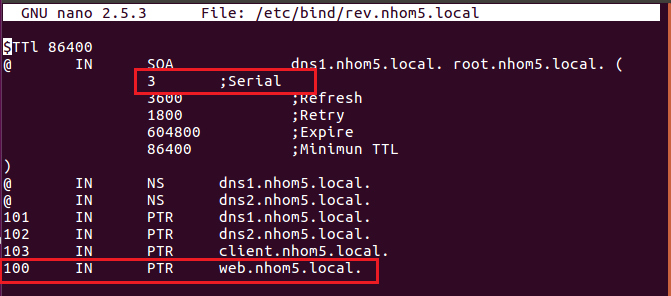 GNU nano 2.5.3 File: /etc/bind/rev.nhom5.local
$TTl 86400
@ IN SOA dns1.nhom5.local. root.nhom5.local. (
3 ;Serial
3600 ;Refresh
1800 ;Retry
604800 ;Expire
86400 ;Minimun TTL
)
@ IN NS dns1.nhom5.local.
@ IN NS dns2.nhom5.local.
101 IN PTR dns1.nhom5.local.
102 IN PTR dns2.nhom5.local.
103 IN PTR client.nhom5.local.
100 IN PTR web.nhom5.local.